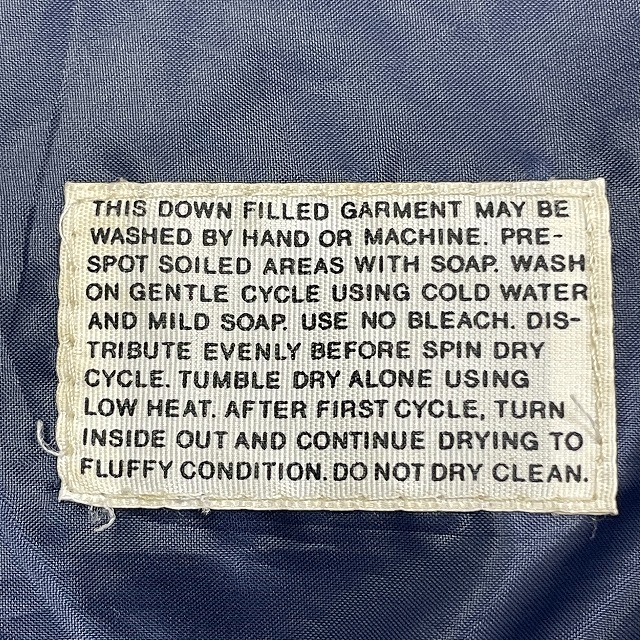 THIS DOWN FILLED GARMENT MAY BE
WASHED BY HAND OR MACHINE. PRE-
SPOT SOILED AREAS WITH SOAP. WASH
ON GENTLE CYCLE USING COLD WATER
AND MILD SOAP. USE NO BLEACH. DIS-
TRIBUTE EVENLY BEFORE SPIN DRY
CYCLE. TUMBLE DRY ALONE USING
LOW HEAT. AFTER FIRST CYCLE, TURN
INSIDE OUT AND CONTINUE DRYING TO
FLUFFY CONDITION. DO NOT DRY CLEAN.